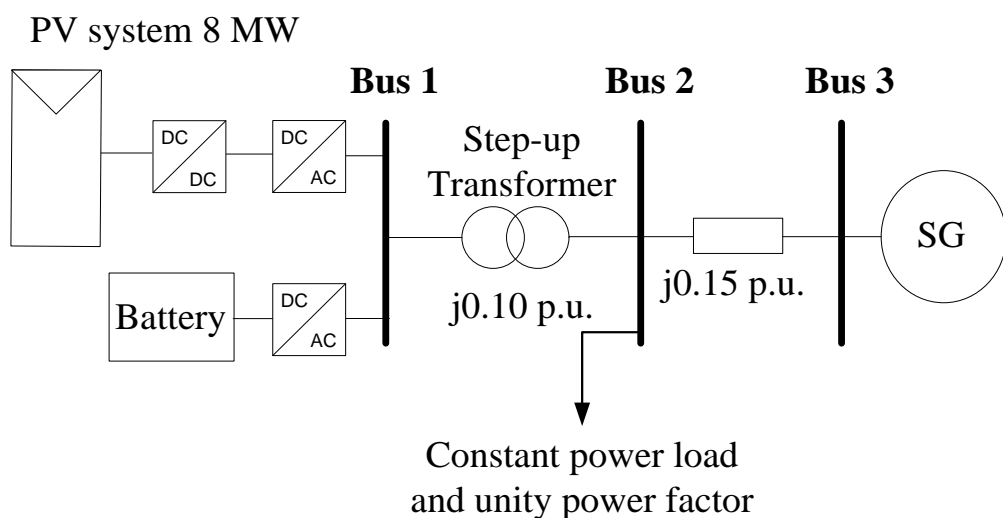 PV system 8 MW
Bus 1
Bus 2
Bus 3
DC
DC
DC
AC
Step-up
Transformer
SG
Battery
DC
AC
j0.10 p.u.
j0.15 p.u.
Constant power load
and unity power factor